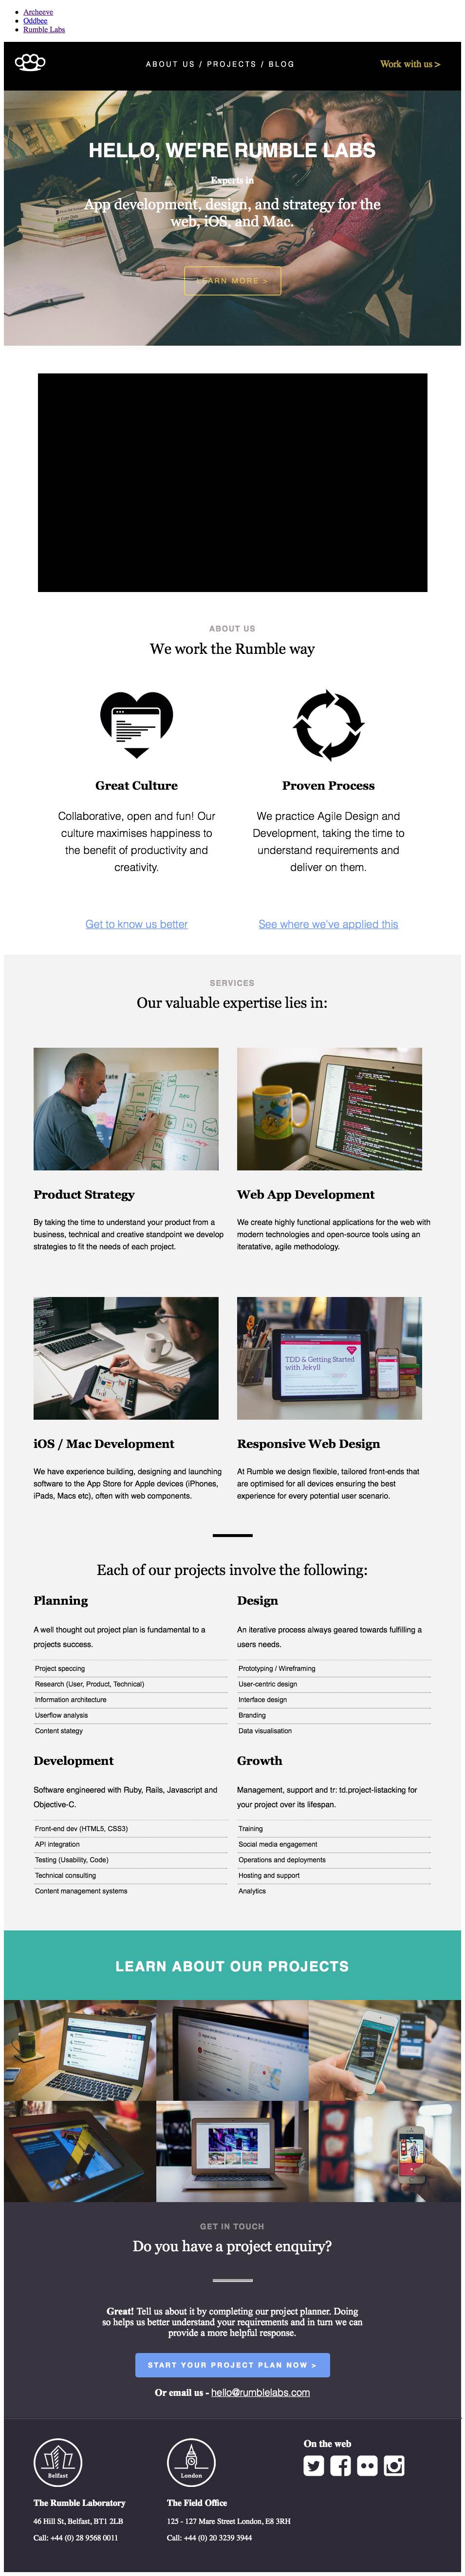 Archeeve
Oddbee
Rumble Labs
ABOUT US / PROJECTS / BLOG
Work with us >
HELLO, WE'RE RUMBLE LABS
Experts in
App development, design, and strategy for the
web, iOS, and Mac.
LEARN MORE >
ABOUT US
We work the Rumble way
Great Culture
Collaborative, open and fun! Our
culture maximises happiness to
the benefit of productivity and
creativity.
Get to know us better
Proven Process
We practice Agile Design and
Development, taking the time to
understand requirements and
deliver on them.
See where we've applied this
SERVICES
Our valuable expertise lies in:
Product Strategy
By taking the time to understand your product from a
business, technical and creative standpoint we develop
strategies to fit the needs of each project.
Web App Development
We create highly functional applications for the web with
modern technologies and open-source tools using an
iterative, agile methodology.
iOS / Mac Development
We have experience building, designing and launching
software to the App Store for Apple devices (iPhones,
iPads, Macs etc), often with web components.
TDD & Getting Started
with Jekyll
Responsive Web Design
At Rumble we design flexible, tailored front-ends that
are optimised for all devices ensuring the best
experience for every potential user scenario.
Each of our projects involve the following:
Planning
A well thought out project plan is fundamental to a
projects success.
Project speccing
Research (User, Product, Technical)
Information architecture
Userflow analysis
Content stategy
Design
An iterative process always geared towards fulfilling a
users needs.
Prototyping / Wireframing
User-centric design
Interface design
Branding
Data visualisation
Development
Software engineered with Ruby, Rails, Javascript and
Objective-C.
Front-end dev (HTML5, CSS3)
API integration
Testing (Usability, Code)
Technical consulting
Content management systems
Growth
Management, support and tr: td.project-listacking for
your project over its lifespan.
Training
Social media engagement
Operations and deployments
Hosting and support
Analytics
LEARN ABOUT OUR PROJECTS
GET IN TOUCH
Do you have a project enquiry?
Great! Tell us about it by completing our project planner. Doing
so helps us better understand your requirements and in turn we can
provide a more helpful response.
START YOUR PROJECT PLAN NOW >
Or email us - hello@rumblelabs.com
Belfast
The Rumble Laboratory
46 Hill St, Belfast, BT1 2LB
Call: +44 (0) 28 9568 0011
London
The Field Office
125 - 127 Mare Street London, E8 3RH
Call: +44 (0) 20 3239 3944
On the web